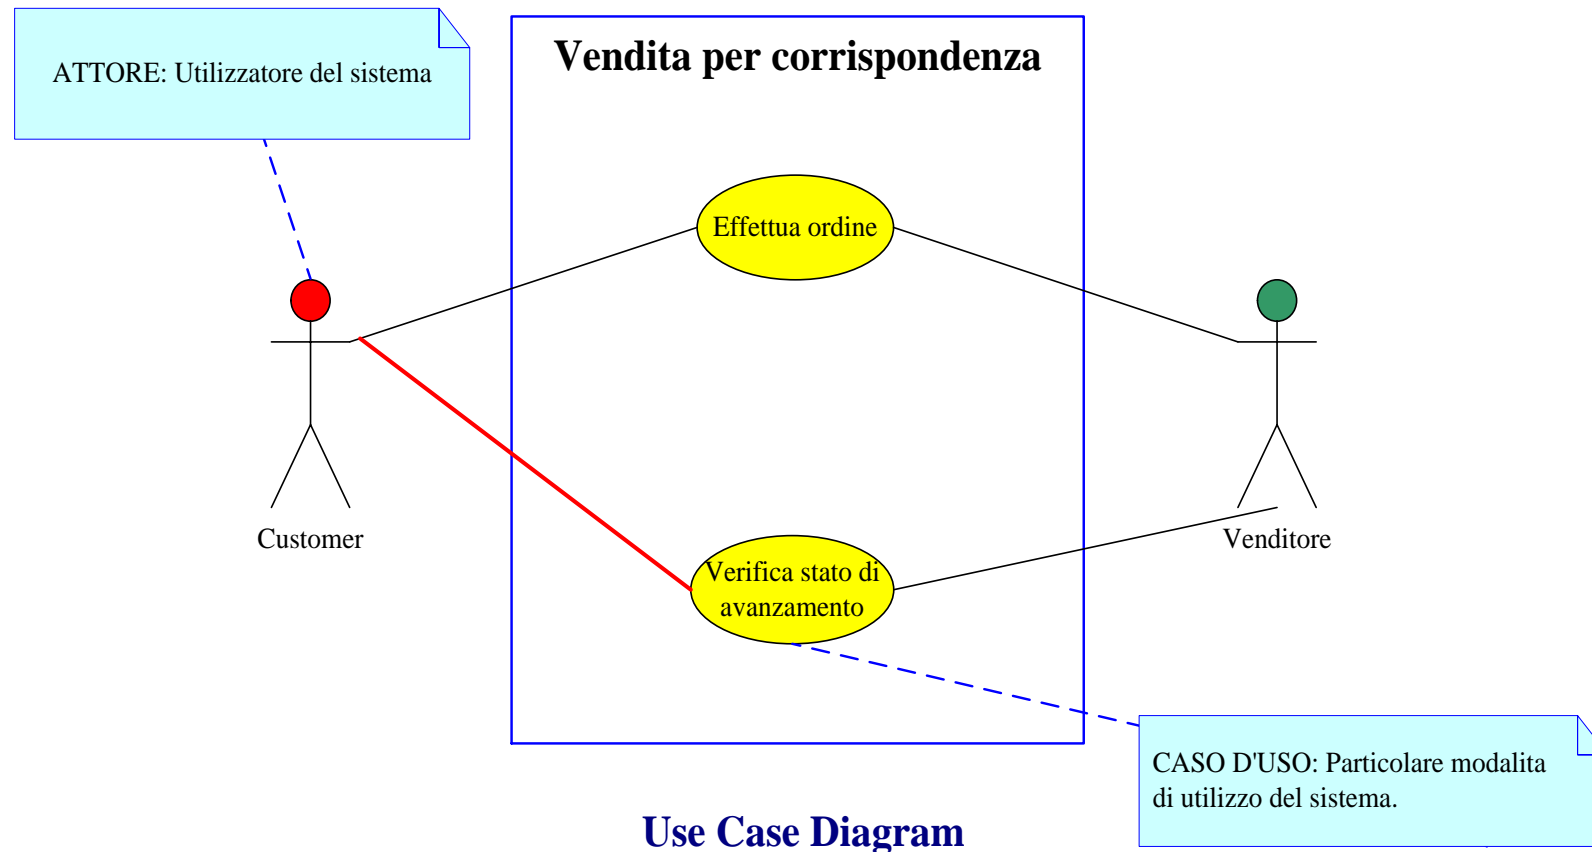 ATTORE: Utilizzatore del sistema
Vendita per corrispondenza
Effettua ordine
Customer
Venditore
Verifica stato di
avanzamento
CASO D'USO: Particolare modalita
di utilizzo del sistema.
Use Case Diagram